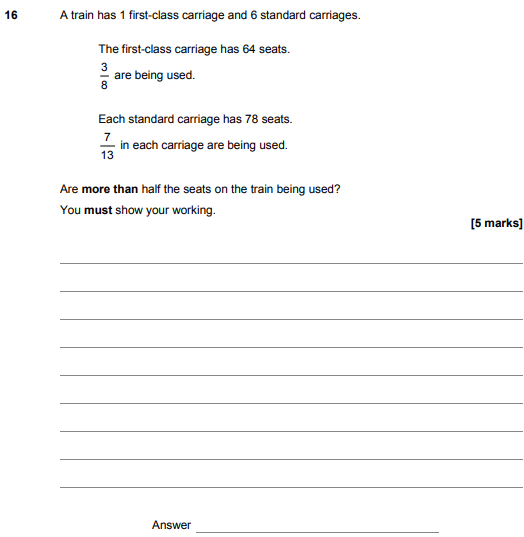 16 A train has 1 first-class carriage and 6 standard carriages.
The first-class carriage has 64 seats.
3/8 are being used.
Each standard carriage has 78 seats.
7/13 in each carriage are being used.
Are more than half the seats on the train being used?
You must show your working.
[5 marks]
Answer